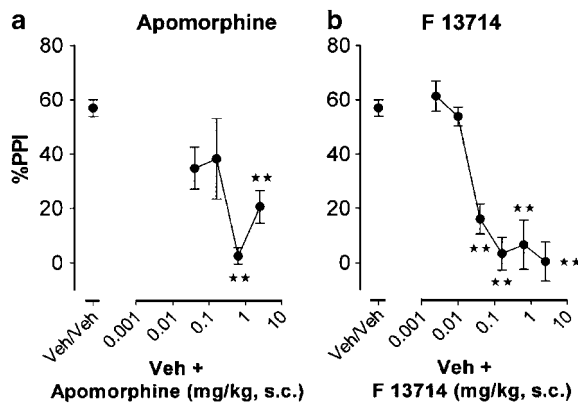 a Apomorphine
b F 13714
%PPI
60
40
20
0
★★
★★
Veh/Veh
0.001
0.01
0.1
1
10
Veh +
Apomorphine (mg/kg, s.c.)
60
40
20
0
★★
★★
★★
★★
Veh/Veh
0.001
0.01
0.1
1
10
Veh +
F 13714 (mg/kg, s.c.)